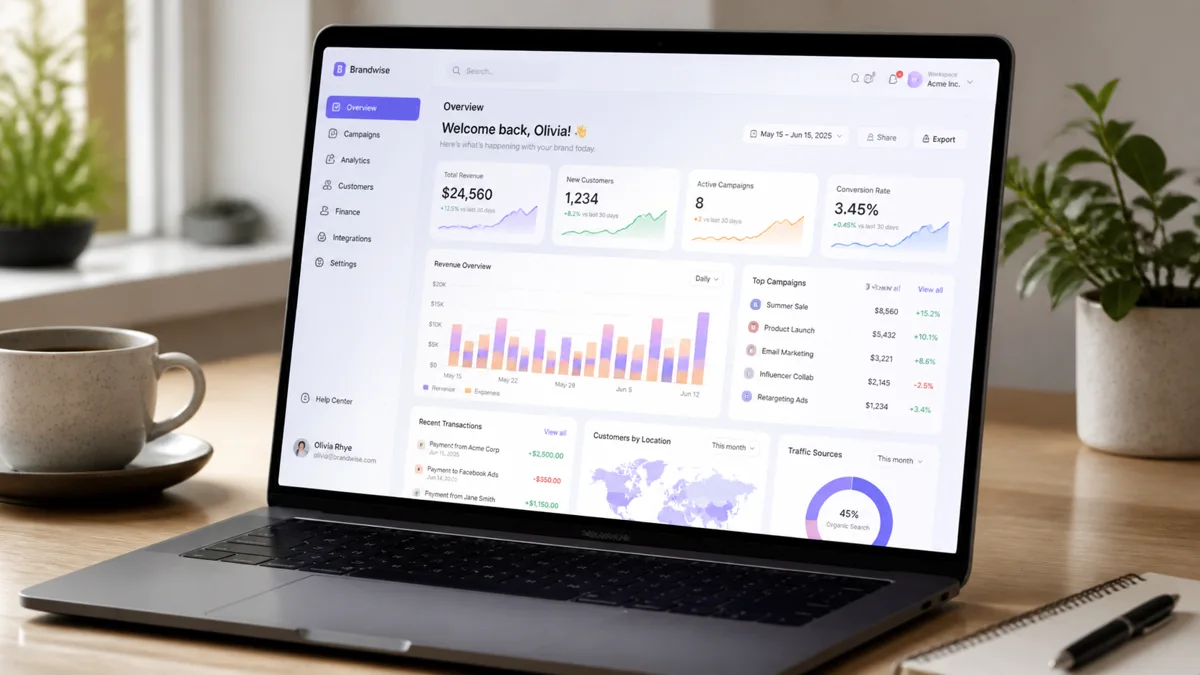 Brandwise
Search...
Workspace
Acme Inc.
Overview
Campaigns
Analytics
Customers
Finance
Integrations
Settings
Help Center
Olivia Rhye
olivia@brandwise.com
Overview
Welcome back, Olivia! 👋
Here's what's happening with your brand today.
May 15 – Jun 15, 2025
Share
Export
Total Revenue
$24,560
+12.5% vs last 30 days
New Customers
1,234
+8.2% vs last 30 days
Active Campaigns
8
+2 vs last 30 days
Conversion Rate
3.45%
+0.45% vs last 30 days
Revenue Overview
Daily
$20K
$15K
$10K
$5K
$0
May 15 May 22 May 29 Jun 5 Jun 12
Revenue Expenses
Top Campaigns
View all
Summer Sale $8,560 +15.2%
Product Launch $5,432 +10.1%
Email Marketing $3,221 +8.6%
Influencer Collab $2,145 -2.5%
Retargeting Ads $1,234 +3.4%
Recent Transactions View all
Payment from Acme Corp +$2,500.00
Jun 15, 2025
Payment to Facebook Ads -$350.00
Payment from Jane Smith +$1,150.00
Customers by Location This month
Traffic Sources This month
45%
Organic Search